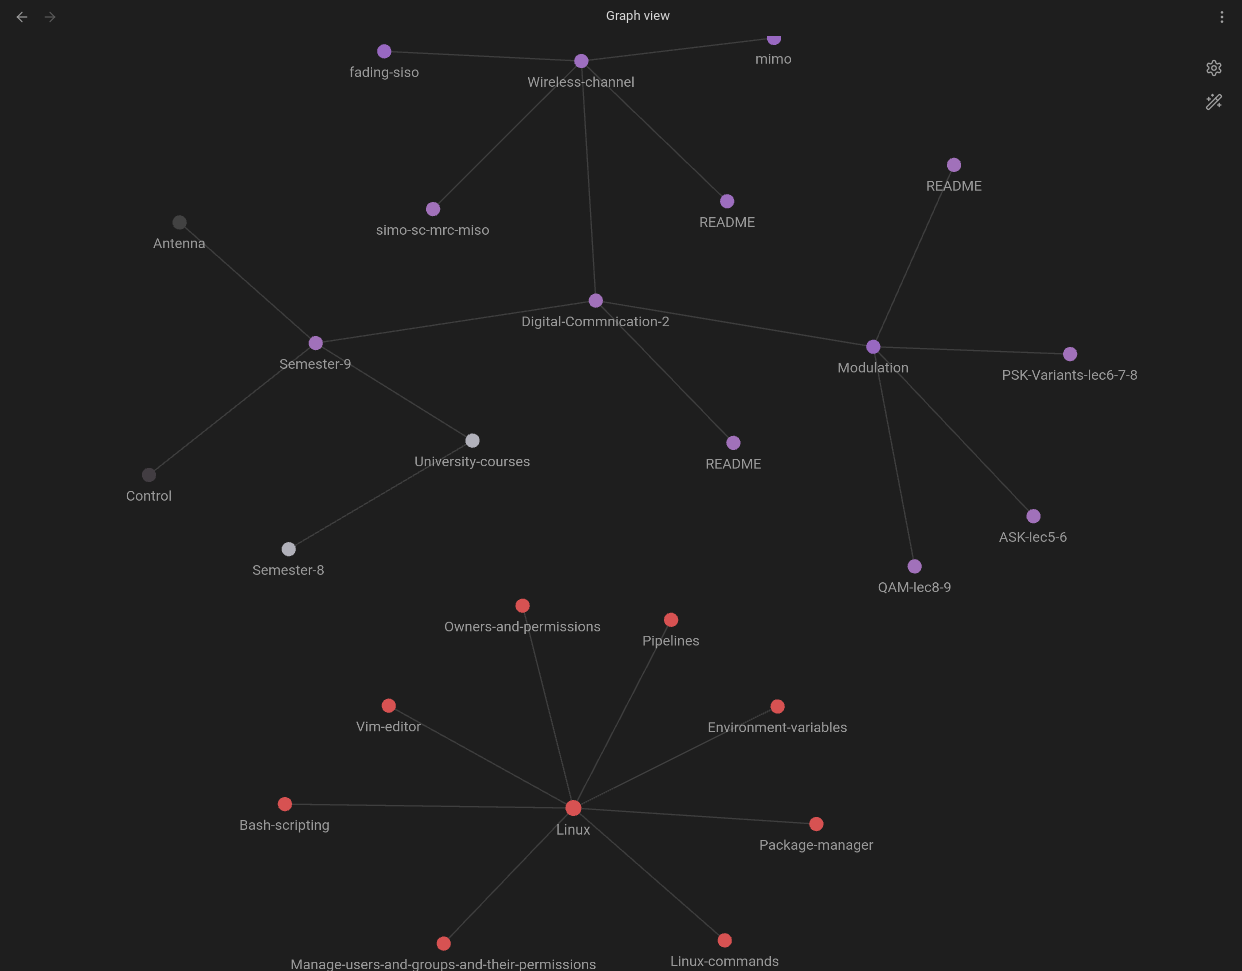 Graph view
fading-siso
Wireless-channel
mimo
README
simo-sc-mrc-miso
README
Antenna
Digital-Commnication-2
Semester-9
Modulation
PSK-Variants-lec6-7-8
University-courses
README
Control
ASK-lec5-6
Semester-8
QAM-lec8-9
Owners-and-permissions
Pipelines
Vim-editor
Environment-variables
Bash-scripting
Linux
Package-manager
Manage-users-and-groups-and-their-permissions
Linux-commands